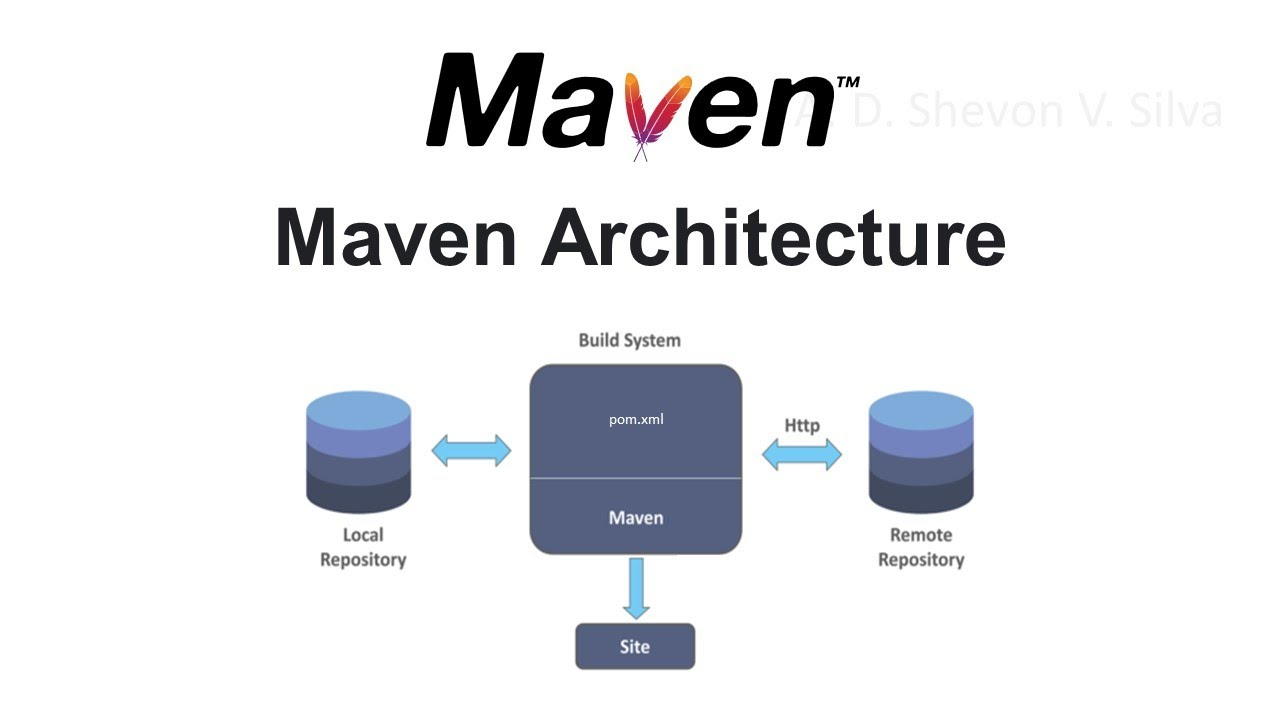 Maven™
A. D. Shevon V. Silva
Maven Architecture
Build System
pom.xml
Http
Maven
Local
Repository
Remote
Repository
Site